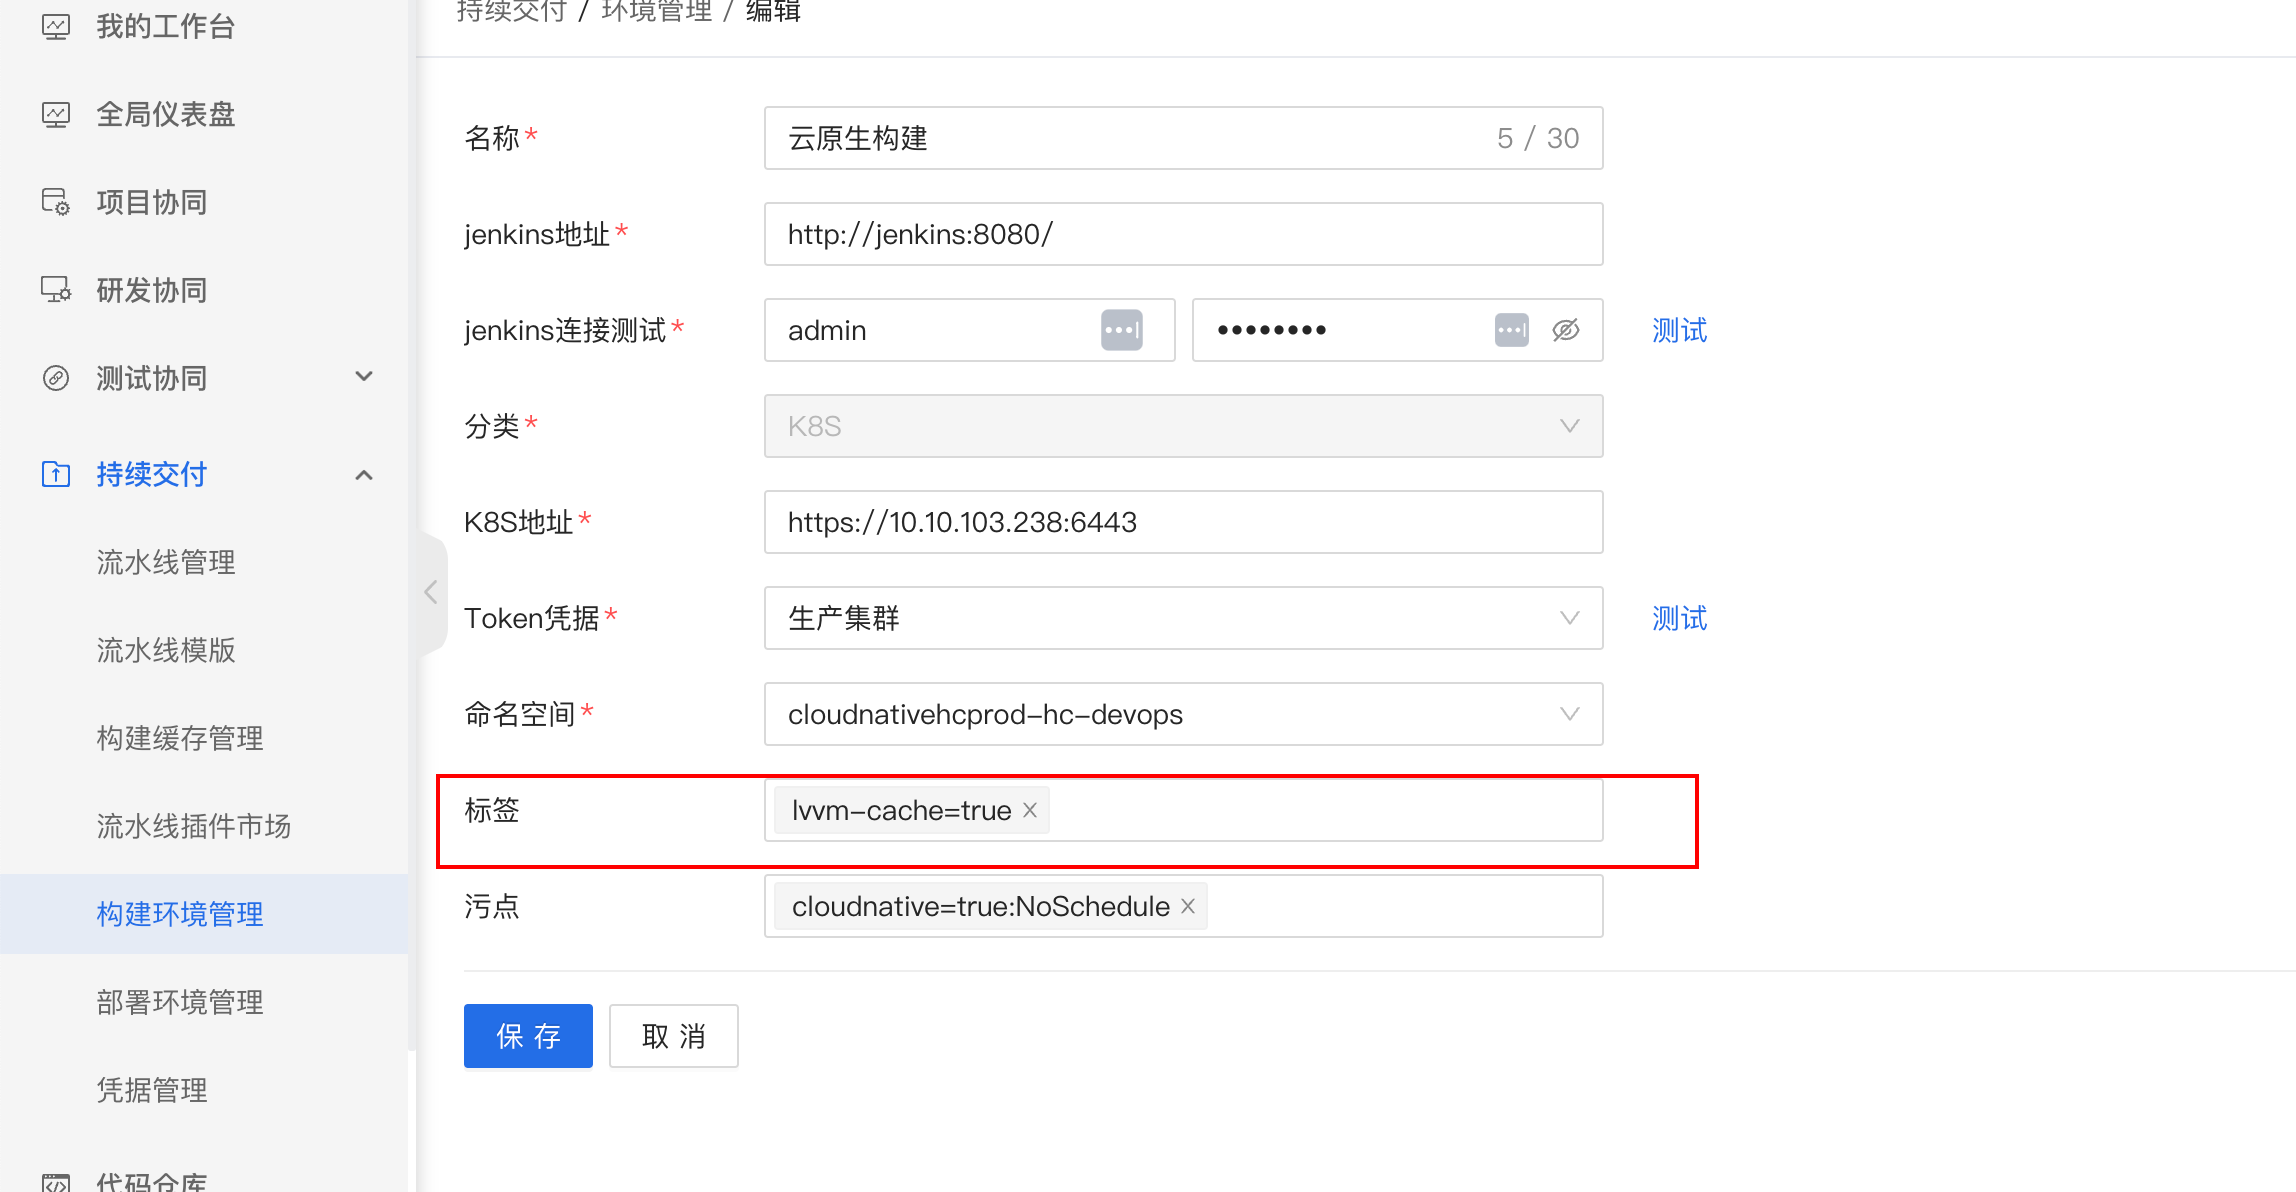 我的工作台
全局仪表盘
项目协同
研发协同
测试协同
持续交付
流水线管理
流水线模版
构建缓存管理
流水线插件市场
构建环境管理
部署环境管理
凭据管理
代码仓库
持续交付 / 环境管理 / 编辑
名称* 云原生构建 5 / 30
jenkins地址* http://jenkins:8080/
jenkins连接测试* admin •••••••• 测试
分类* K8S
K8S地址* https://10.10.103.238:6443
Token凭据* 生产集群 测试
命名空间* cloudnativehcprod-hc-devops
标签 lvvm-cache=true
污点 cloudnative=true:NoSchedule
保存 取消